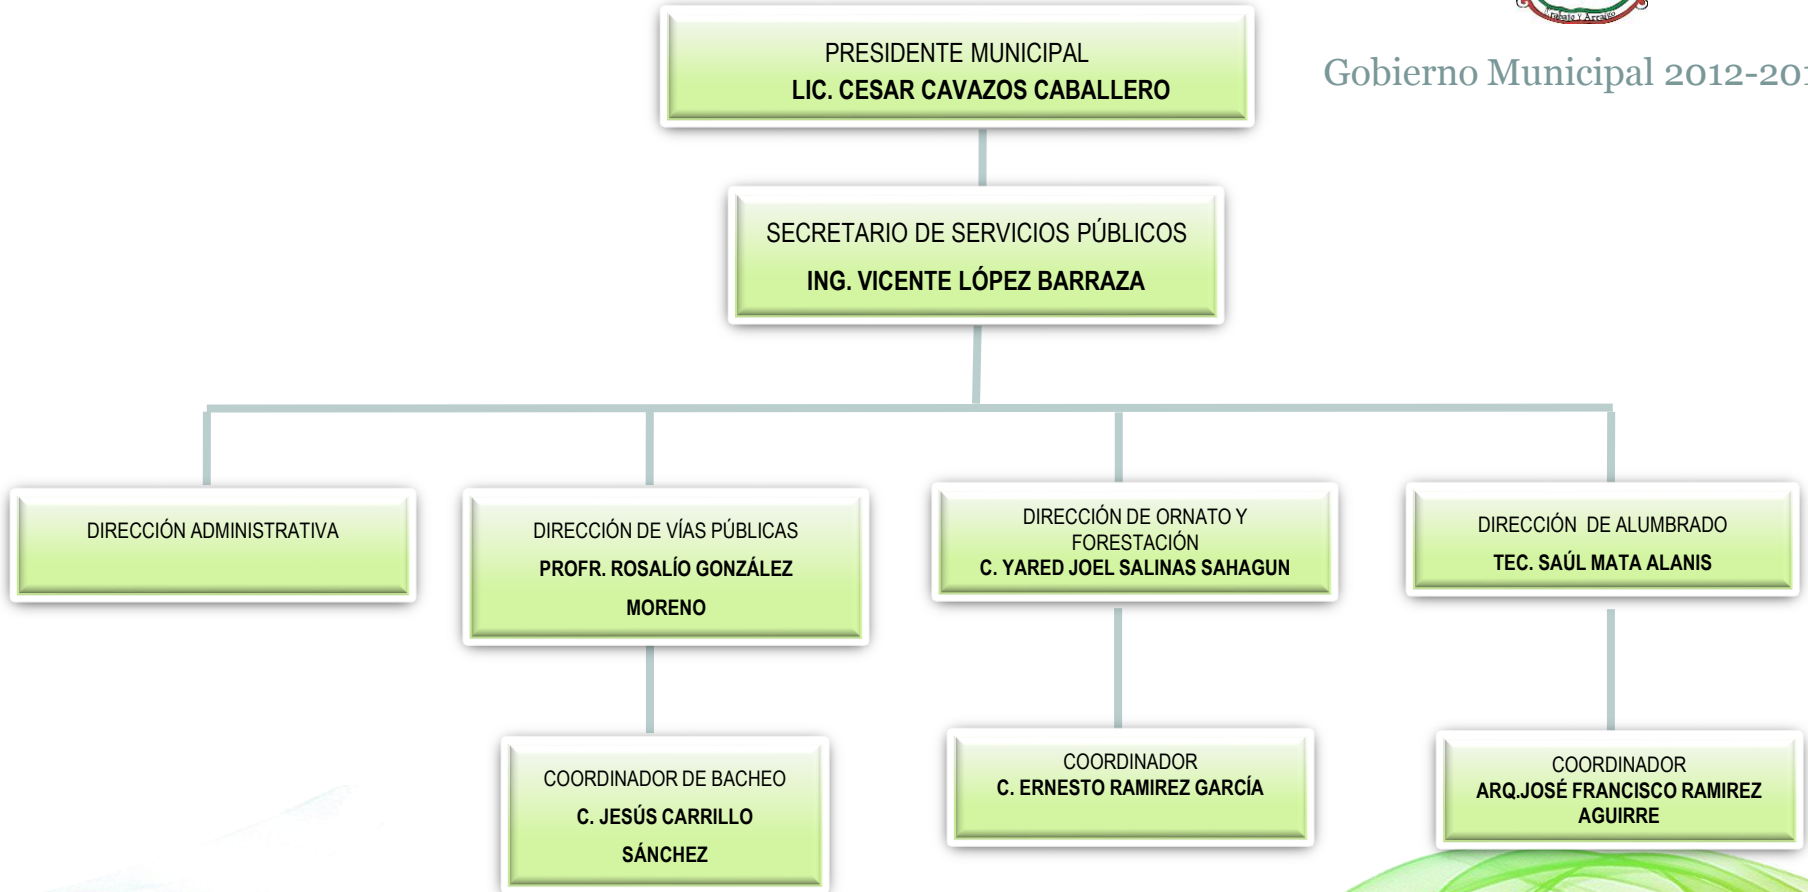 Trabajo y Arraigo
Gobierno Municipal 2012-201
PRESIDENTE MUNICIPAL
LIC. CESAR CAVAZOS CABALLERO
SECRETARIO DE SERVICIOS PÚBLICOS
ING. VICENTE LÓPEZ BARRAZA
DIRECCIÓN ADMINISTRATIVA
DIRECCIÓN DE VÍAS PÚBLICAS
PROFR. ROSALÍO GONZÁLEZ
MORENO
DIRECCIÓN DE ORNATO Y
FORESTACIÓN
C. YARED JOEL SALINAS SAHAGUN
DIRECCIÓN DE ALUMBRADO
TEC. SAÚL MATA ALANIS
COORDINADOR DE BACHEO
C. JESÚS CARRILLO
SÁNCHEZ
COORDINADOR
C. ERNESTO RAMIREZ GARCÍA
COORDINADOR
ARQ.JOSÉ FRANCISCO RAMIREZ
AGUIRRE